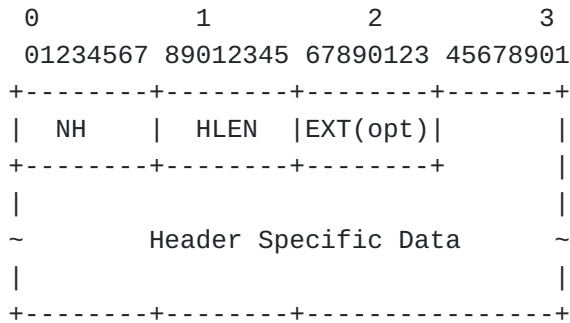 0 1 2 3
01234567 89012345 67890123 45678901
+--------+--------+--------+-------+
| NH | HLEN |EXT(opt)| |
+--------+--------+--------+ |
| |
~ Header Specific Data ~
| |
+--------+--------+----------------+